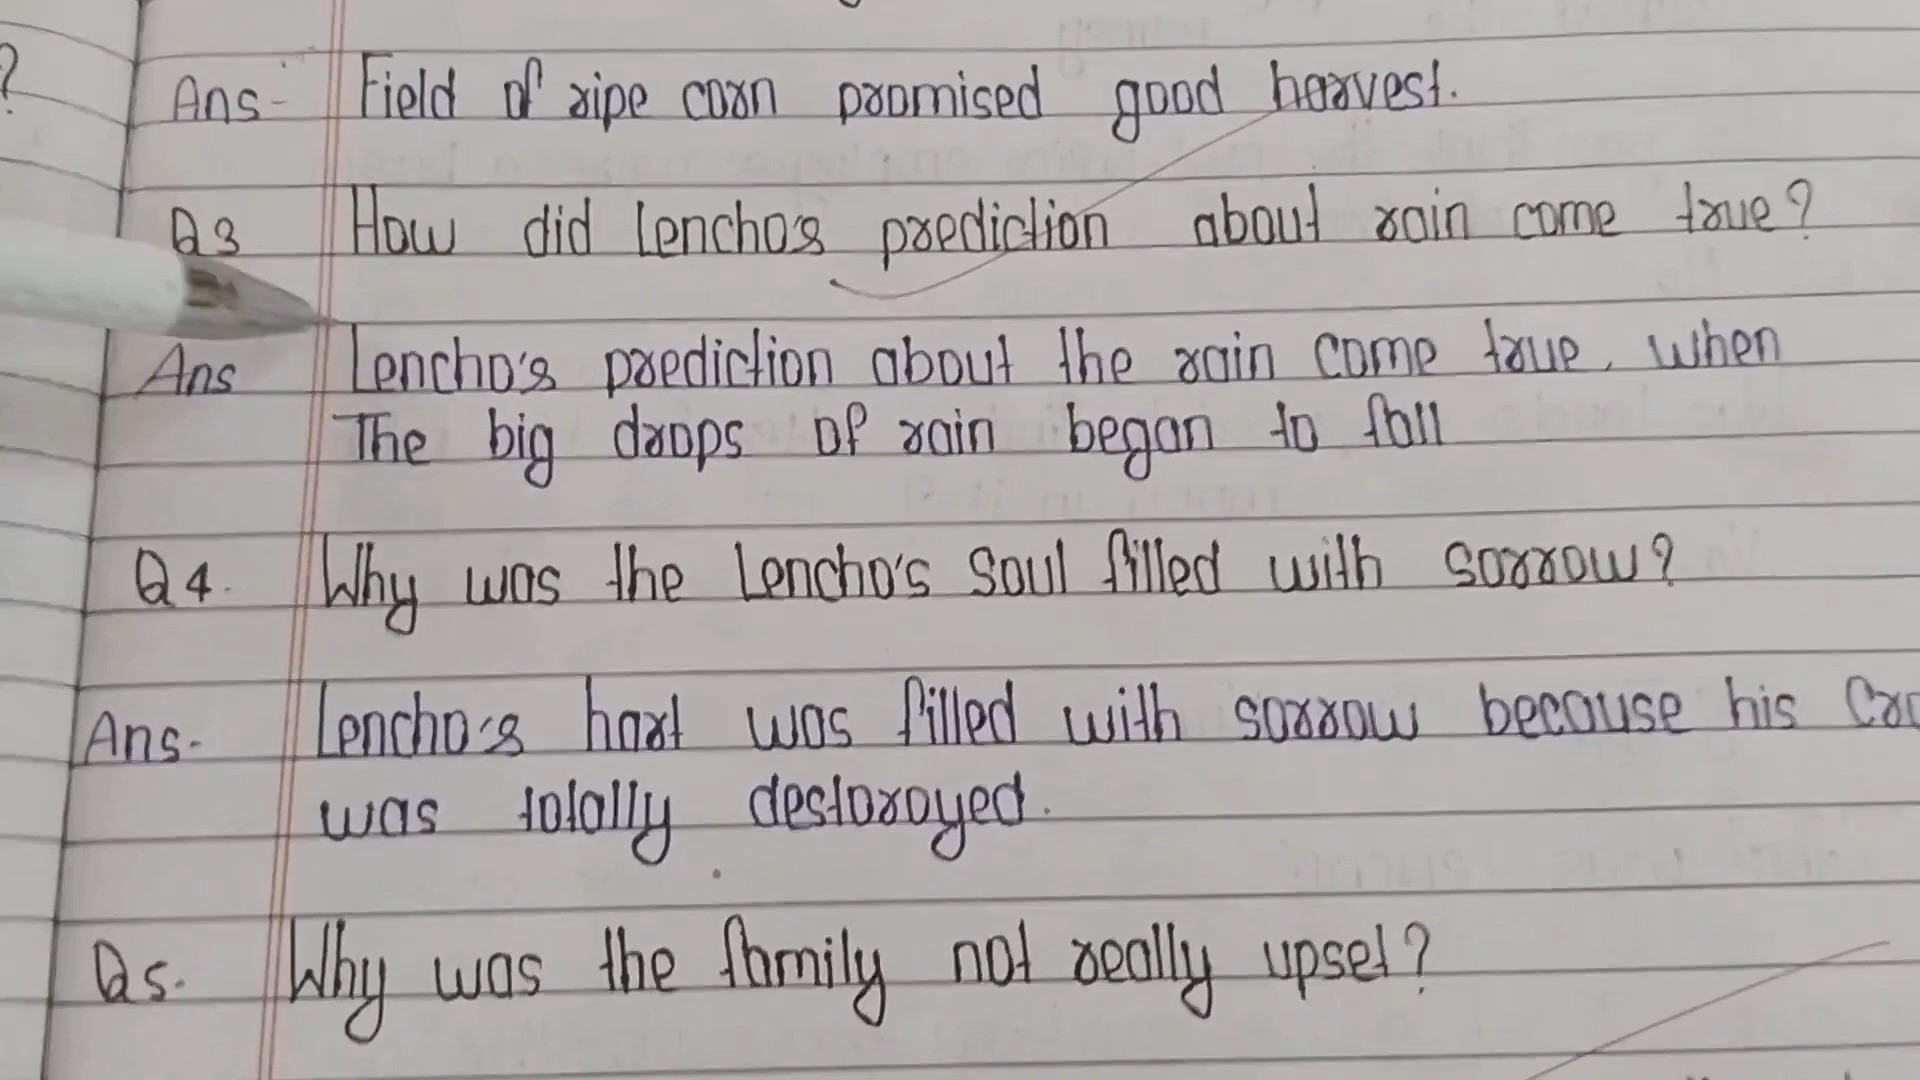 ?
Ans- Field of ripe corn promised good harvest.
Q3 How did Lencho's prediction about rain come true?
Ans Lencho's prediction about the rain come true, when
The big drops of rain began to fall
Q4. Why was the Lencho's soul filled with sorrow?
Ans- Lencho's hart was filled with sorrow because his
was totally destoroyed.
Q5. Why was the family not really upset?